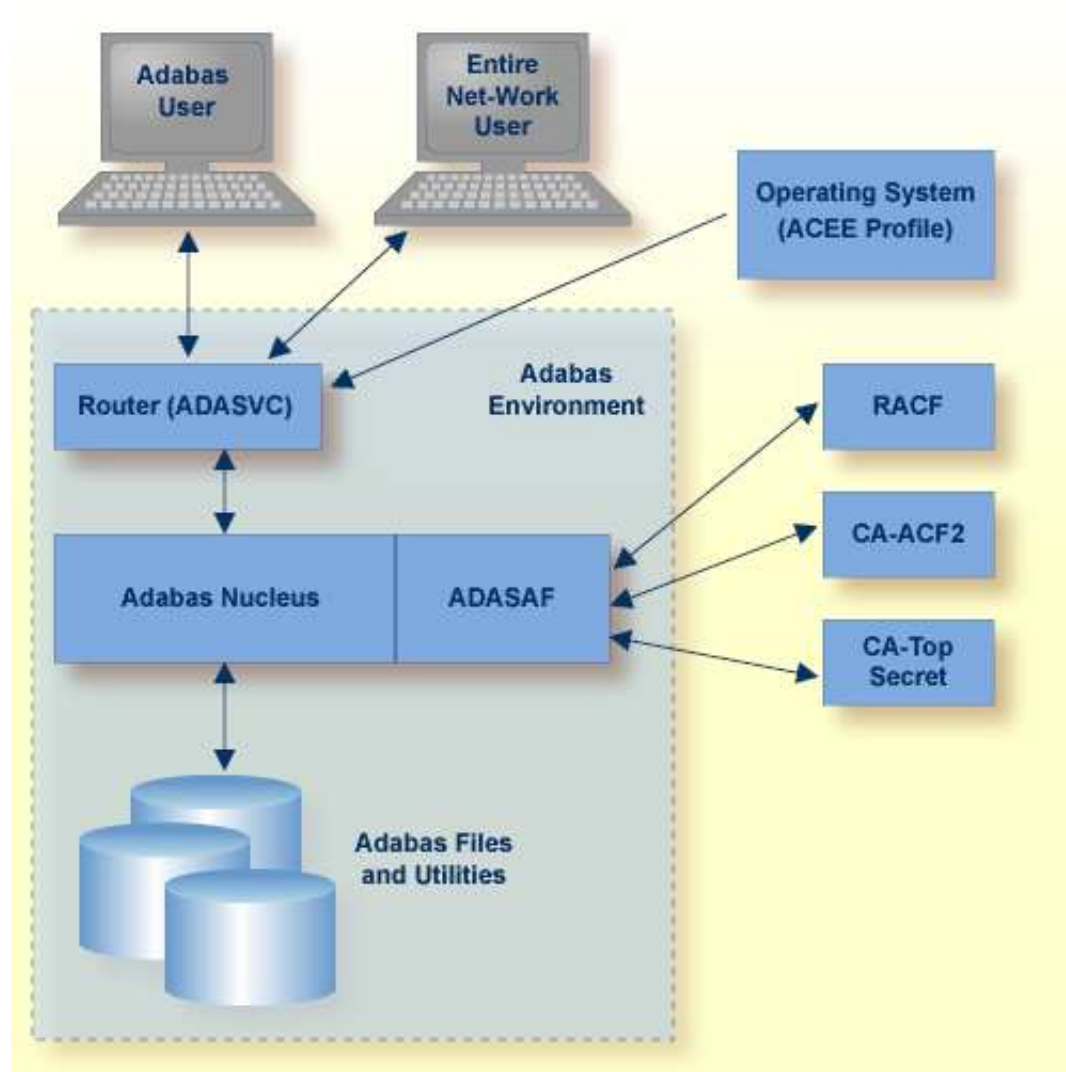 Adabas
User
Entire
Net-Work
User
Operating System
(ACEE Profile)
Adabas
Environment
Router (ADASVC)
RACF
CA-ACF2
Adabas Nucleus
ADASAF
CA-Top
Secret
Adabas Files
and Utilities